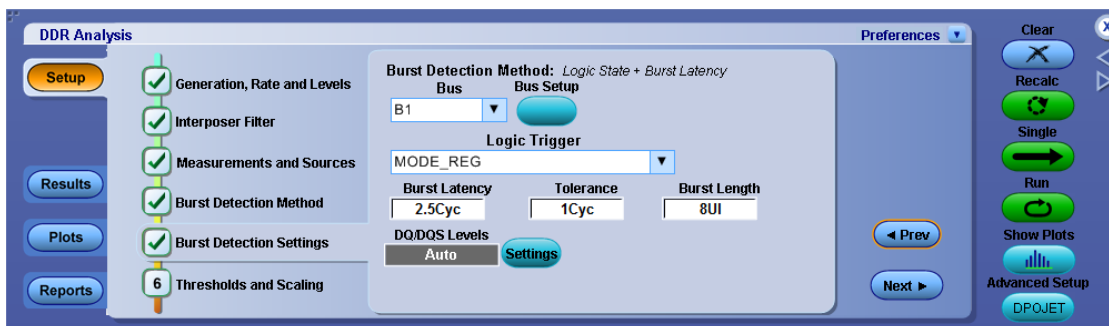 DDR Analysis
Preferences
Setup
Results
Plots
Reports
Generation, Rate and Levels
Interposer Filter
Measurements and Sources
Burst Detection Method
Burst Detection Settings
6 Thresholds and Scaling
Burst Detection Method: Logic State + Burst Latency
Bus Bus Setup
B1
Logic Trigger
MODE_REG
Burst Latency Tolerance Burst Length
2.5Cyc 1Cyc 8UI
DQ/DQS Levels
Auto Settings
◄ Prev
Next ►
Clear
Recalc
Single
Run
Show Plots
Advanced Setup
DPOJET